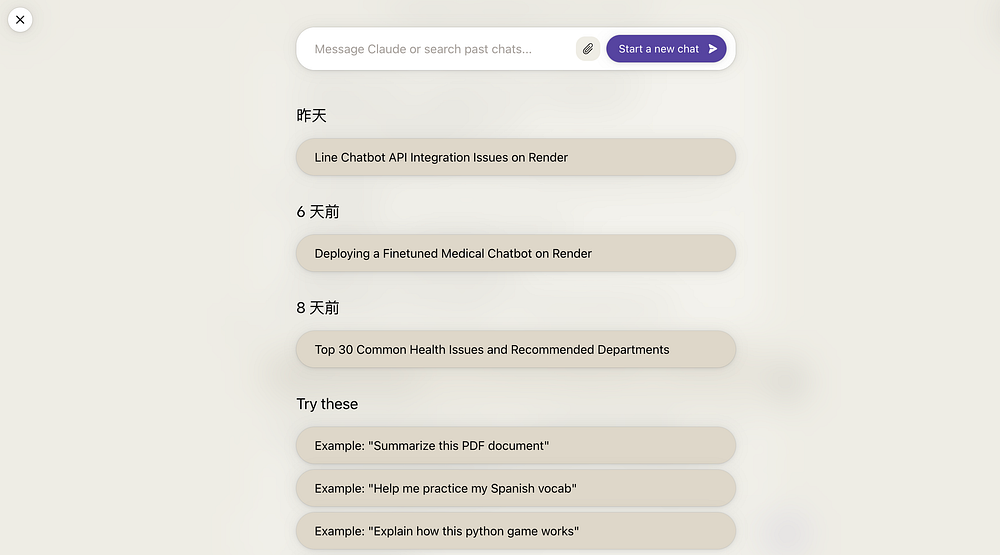 Message Claude or search past chats...
Start a new chat
昨天
Line Chatbot API Integration Issues on Render
6 天前
Deploying a Finetuned Medical Chatbot on Render
8 天前
Top 30 Common Health Issues and Recommended Departments
Try these
Example: "Summarize this PDF document"
Example: "Help me practice my Spanish vocab"
Example: "Explain how this python game works"